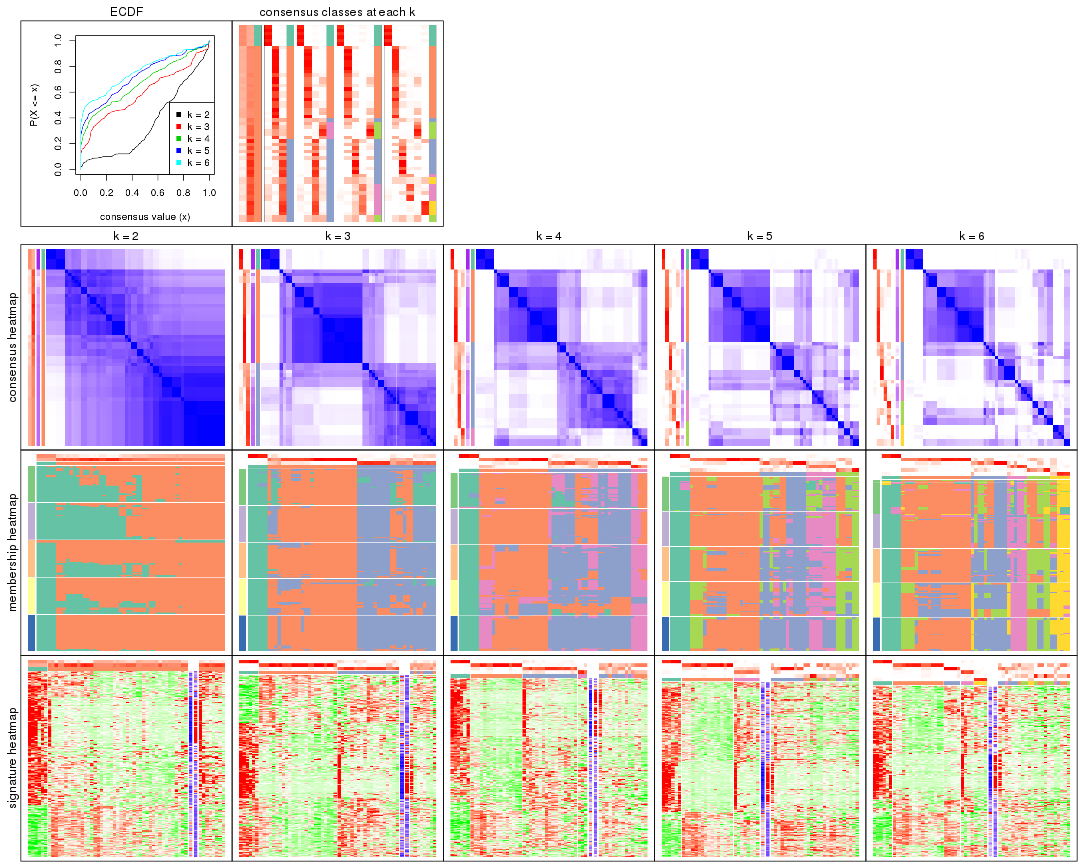 ECDF
consensus classes at each k
P(X <= x)
0.0 0.2 0.4 0.6 0.8 1.0
k = 2
k = 3
k = 4
k = 5
k = 6
0.0 0.2 0.4 0.6 0.8 1.0
consensus value (x)
k = 2
k = 3
k = 4
k = 5
k = 6
consensus heatmap
membership heatmap
signature heatmap